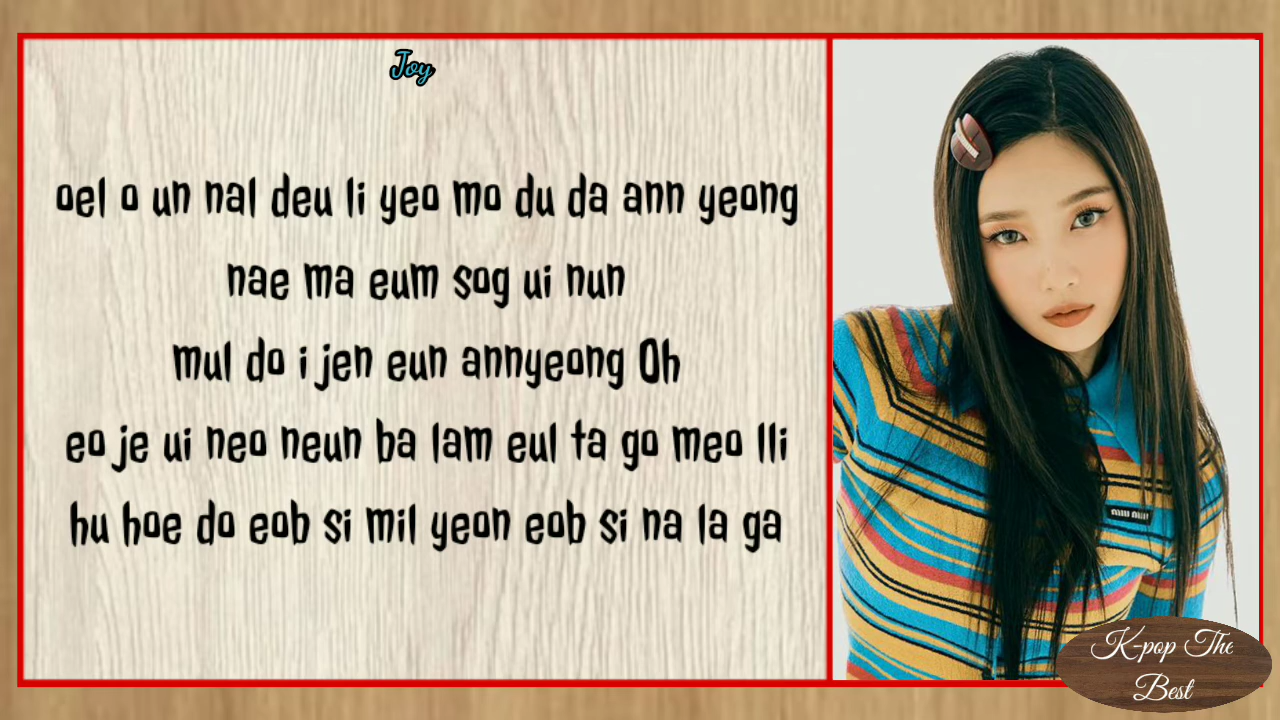 Joy
oel o un nal deu li yeo mo du da ann yeong
nae ma eum sog ui nun
mul do i jen eun annyeong Oh
eo je ui neo neun ba lam eul ta go meo lli
hu hoe do eob si mil yeon eob si na la ga
K-pop The
Best